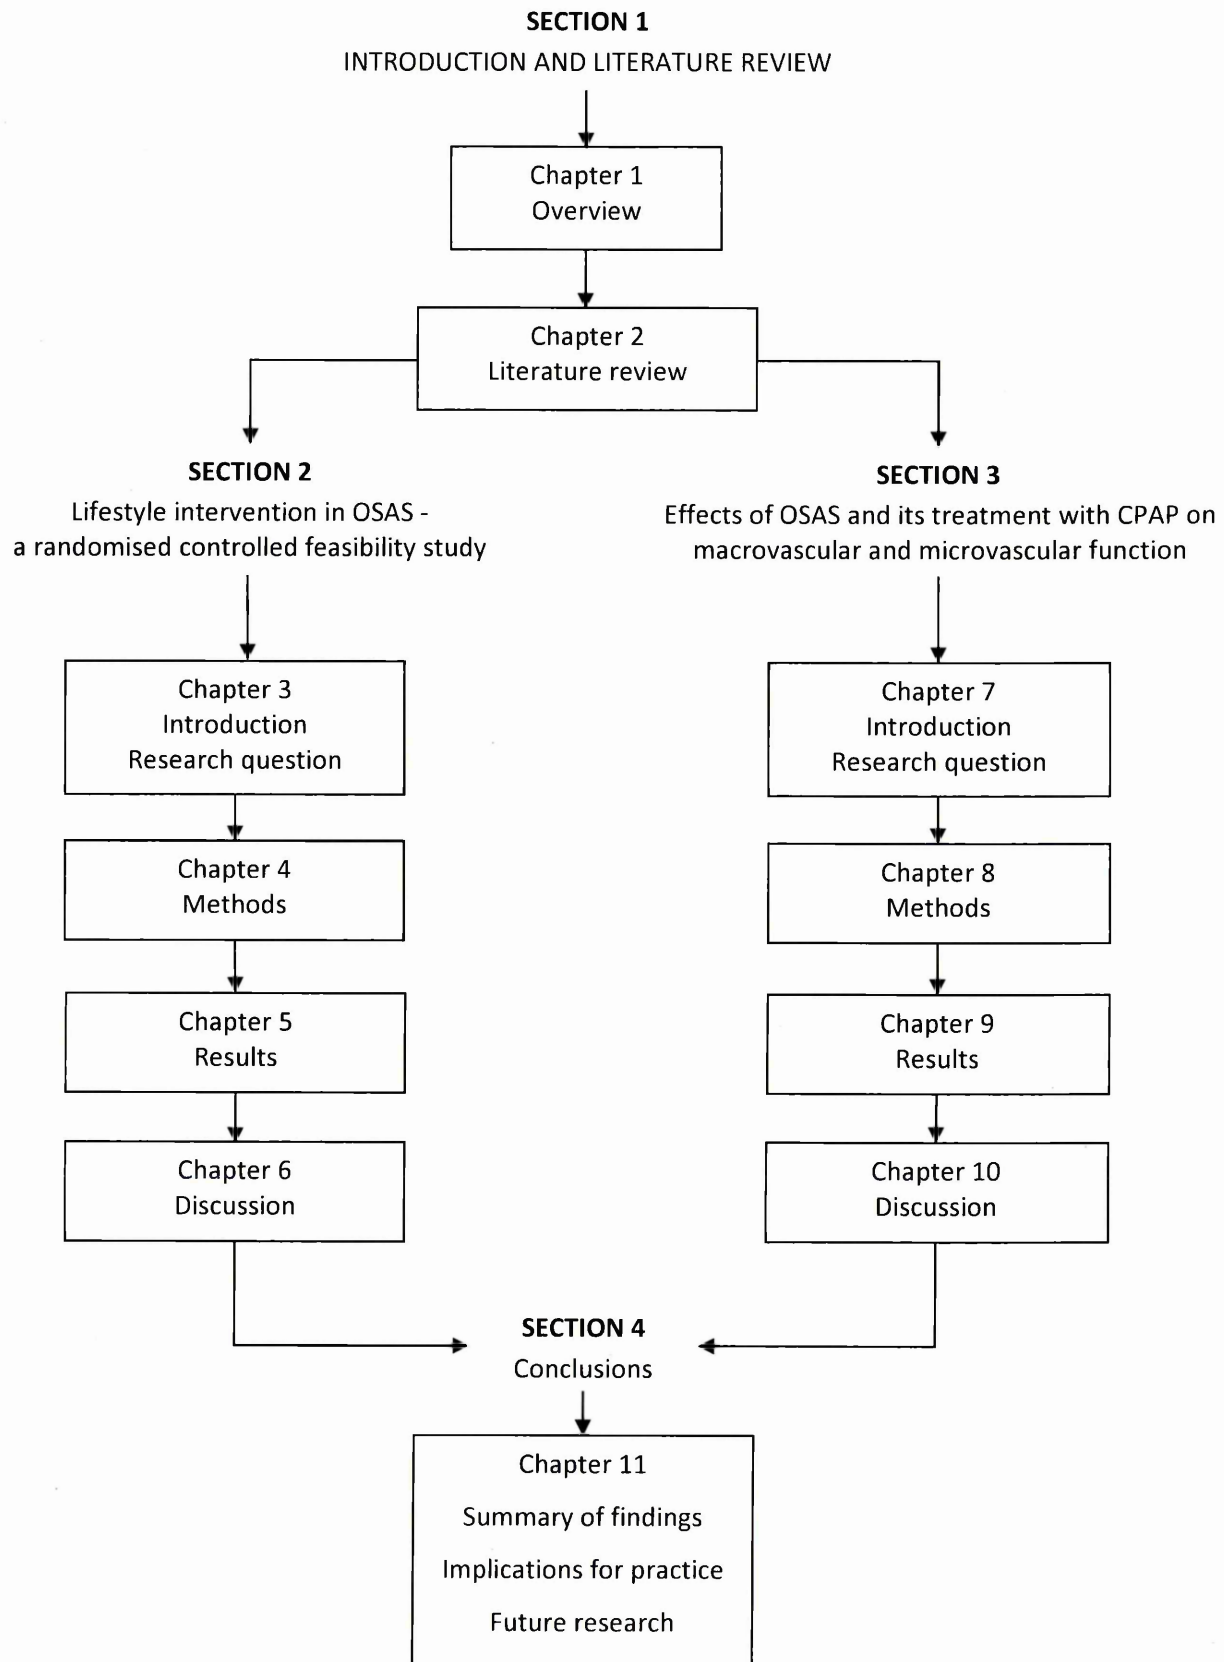 SECTION 1
INTRODUCTION AND LITERATURE REVIEW
Chapter 1
Overview
Chapter 2
Literature review
SECTION 2
Lifestyle intervention in OSAS -
a randomised controlled feasibility study
Chapter 3
Introduction
Research question
Chapter 4
Methods
Chapter 5
Results
Chapter 6
Discussion
SECTION 3
Effects of OSAS and its treatment with CPAP on
macrovascular and microvascular function
Chapter 7
Introduction
Research question
Chapter 8
Methods
Chapter 9
Results
Chapter 10
Discussion
SECTION 4
Conclusions
Chapter 11
Summary of findings
Implications for practice
Future research